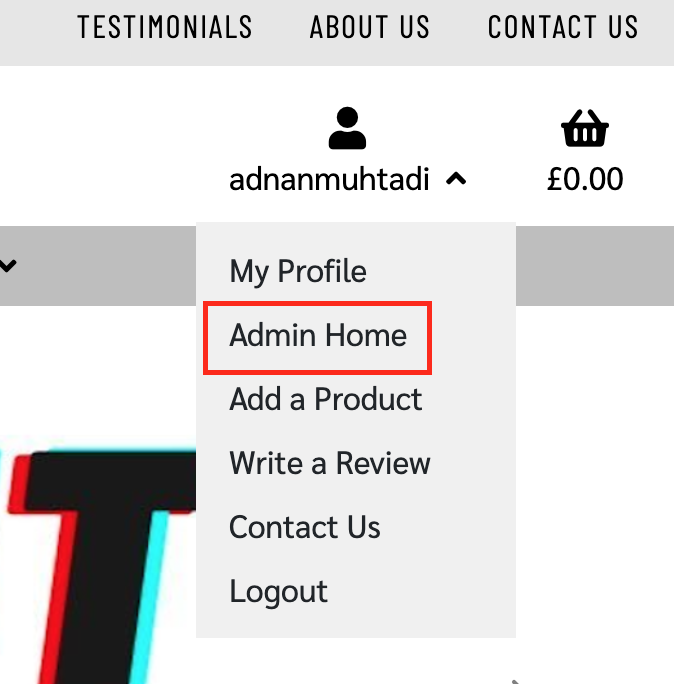 TESTIMONIALS ABOUT US CONTACT US
adnanmuhtadi £0.00
My Profile
Admin Home
Add a Product
Write a Review
Contact Us
Logout
T